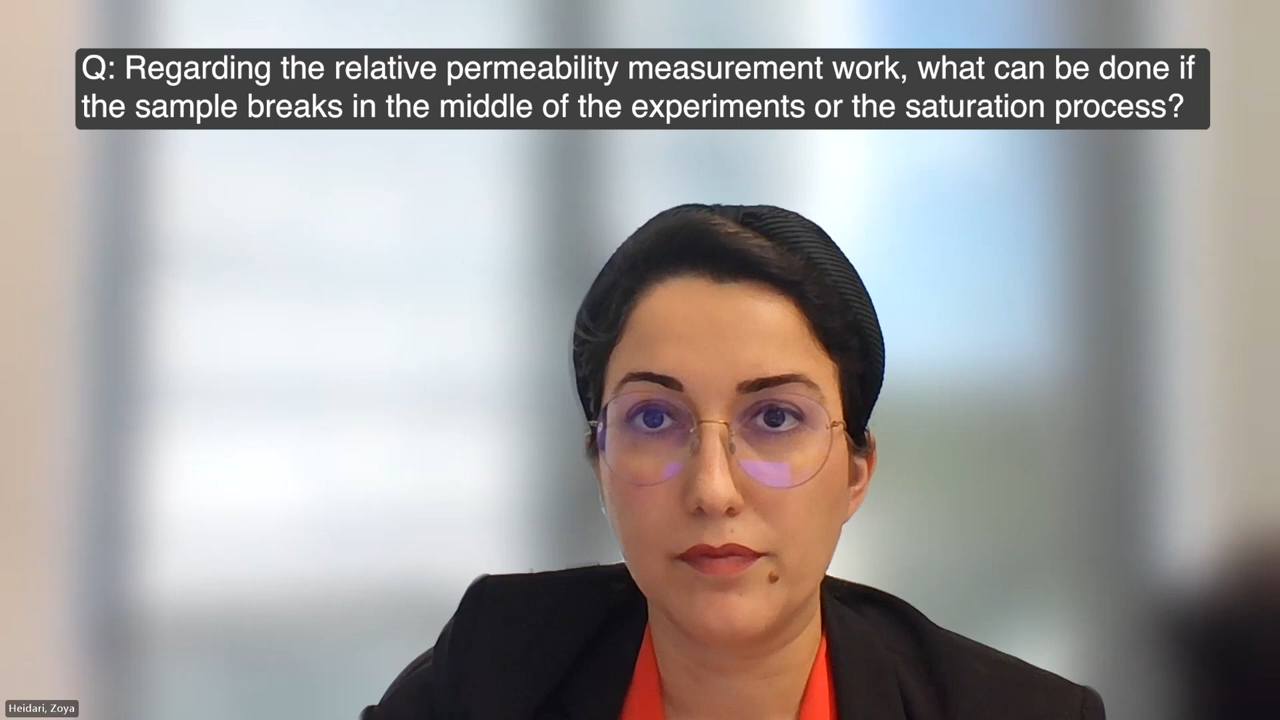 Q: Regarding the relative permeability measurement work, what can be done if
the sample breaks in the middle of the experiments or the saturation process?
Heidari, Zoya